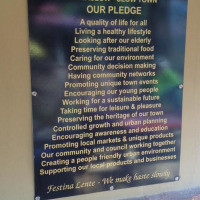 SLOW TOWN
OUR PLEDGE
A quality of life for all
Living a healthy lifestyle
Looking after our elderly
Preserving traditional food
Caring for our environment
Community decision making
Having community networks
Promoting unique town events
Encouraging our young people
Working for a sustainable future
Taking time for leisure & pleasure
Preserving the heritage of our town
Controlled growth and urban planning
Encouraging awareness and education
Promoting local markets & unique products
Our community and council working together
Creating a people friendly urban environment
Supporting our local products and businesses
Festina Lente - We make haste slowly